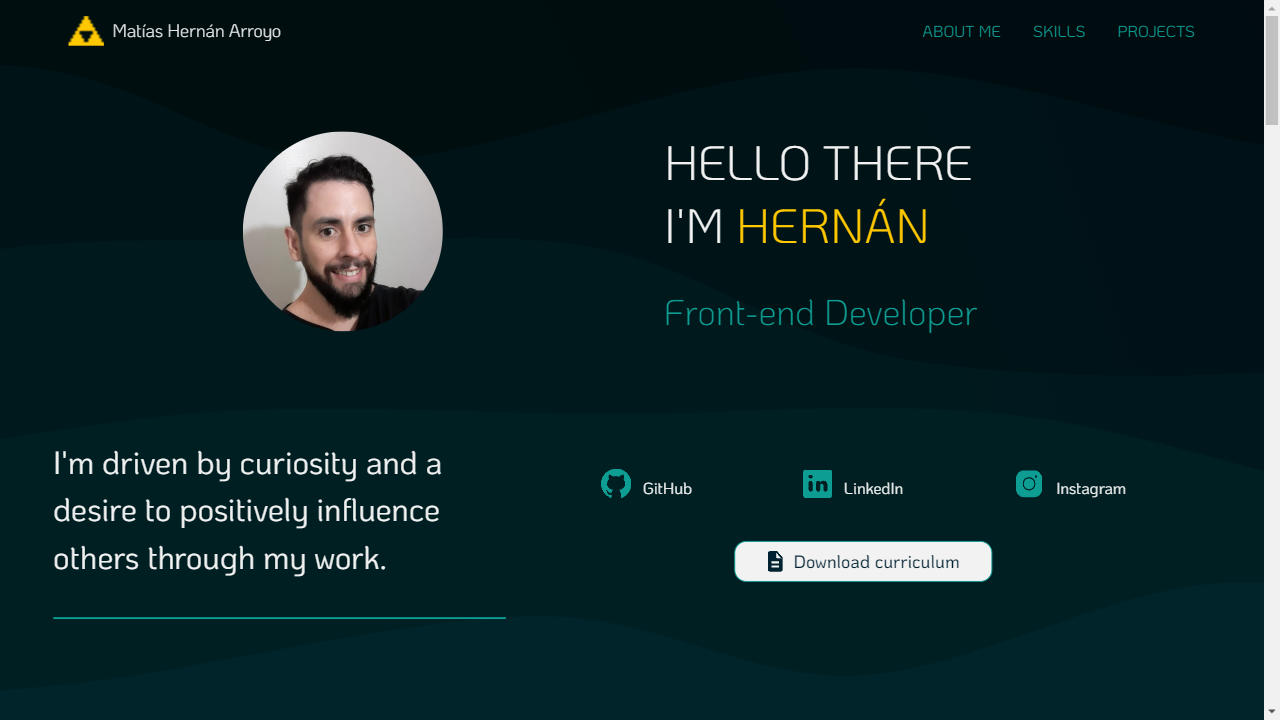 Matías Hernán Arroyo
ABOUT ME
SKILLS
PROJECTS
HELLO THERE
I'M HERNÁN
Front-end Developer
I'm driven by curiosity and a
desire to positively influence
others through my work.
GitHub
LinkedIn
Instagram
Download curriculum